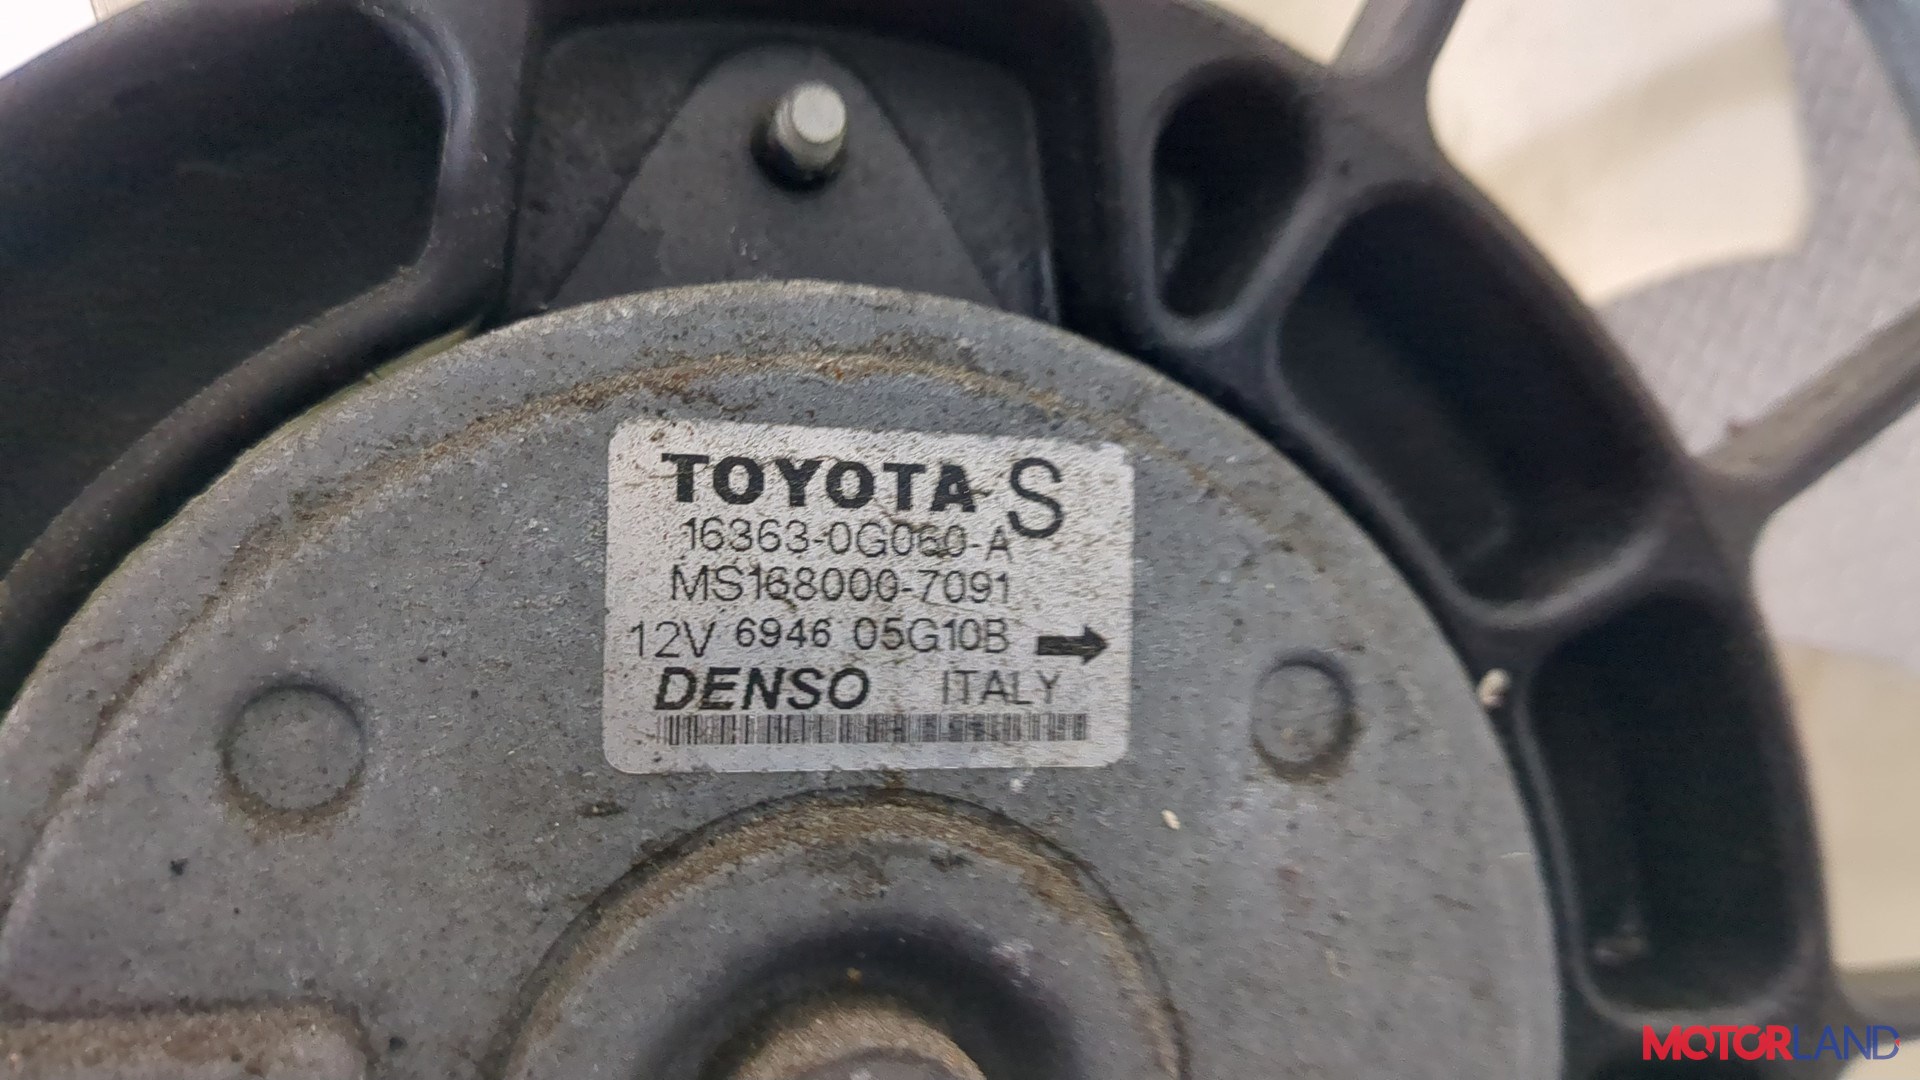 TOYOTA S
16363-0G060-A
MS168000-7091
12V 6946 05G10B
DENSO ITALY
MOTORLAND